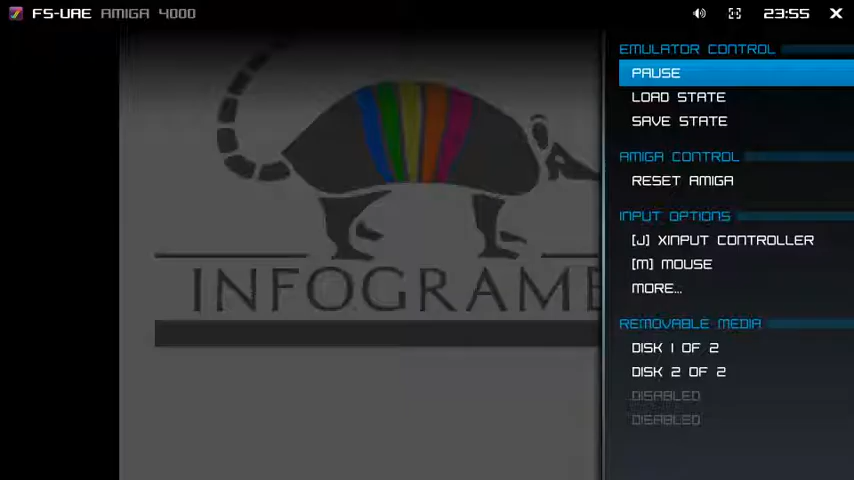 FS-UAE AMIGA 4000 23:55
EMULATOR CONTROL
PAUSE
LOAD STATE
SAVE STATE
AMIGA CONTROL
RESET AMIGA
INPUT OPTIONS
[J] XINPUT CONTROLLER
[M] MOUSE
MORE...
REMOVABLE MEDIA
DISK 1 OF 2
DISK 2 OF 2
DISABLED
DISABLED
INFOGRAME